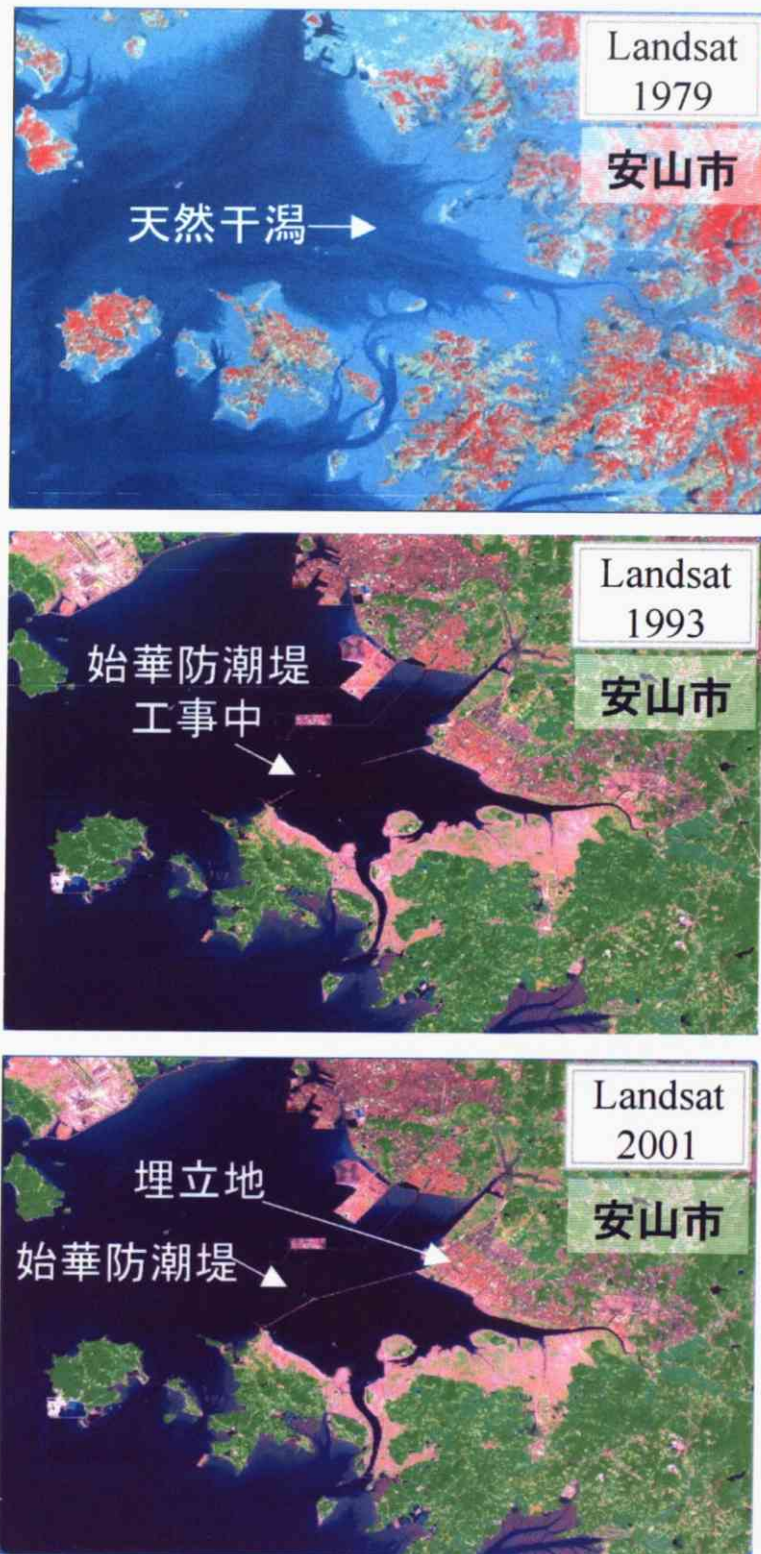 Landsat
1979
安山市
天然干潟
Landsat
1993
安山市
始華防潮堤
工事中
Landsat
2001
安山市
埋立地
始華防潮堤